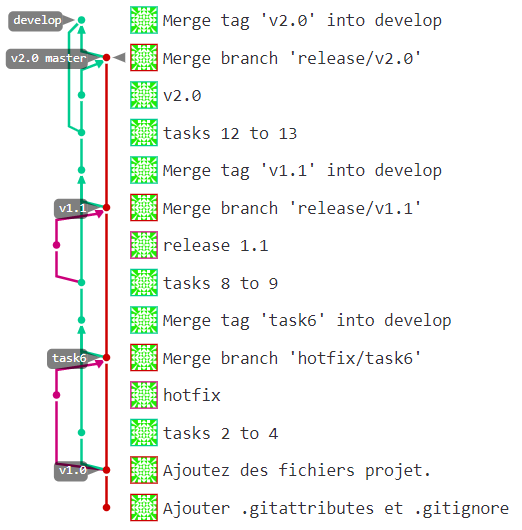 develop Merge tag 'v2.0' into develop
v2.0 master Merge branch 'release/v2.0'
v2.0
tasks 12 to 13
Merge tag 'v1.1' into develop
v1.1 Merge branch 'release/v1.1'
release 1.1
tasks 8 to 9
Merge tag 'task6' into develop
task6 Merge branch 'hotfix/task6'
hotfix
tasks 2 to 4
v1.0 Ajoutez des fichiers projet.
Ajouter .gitattributes et .gitignore